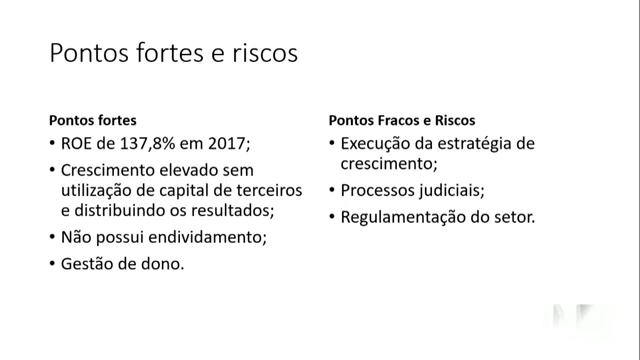 Pontos fortes e riscos
Pontos fortes
• ROE de 137,8% em 2017;
• Crescimento elevado sem
utilização de capital de terceiros
e distribuindo os resultados;
• Não possui endividamento;
• Gestão de dono.
Pontos Fracos e Riscos
• Execução da estratégia de
crescimento;
• Processos judiciais;
• Regulamentação do setor.